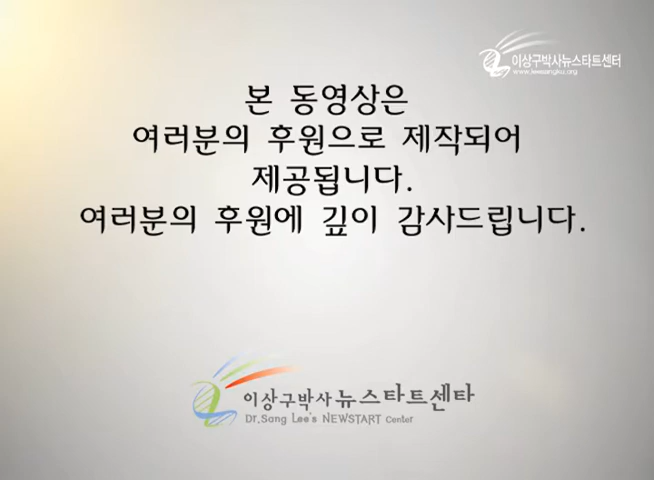 이상구박사뉴스타트센터
www.leesangku.org
본 동영상은
여러분의 후원으로 제작되어
제공됩니다.
여러분의 후원에 깊이 감사드립니다.
이상구박사뉴스타트센타
Dr.Sang Lee's NEWSTART Center